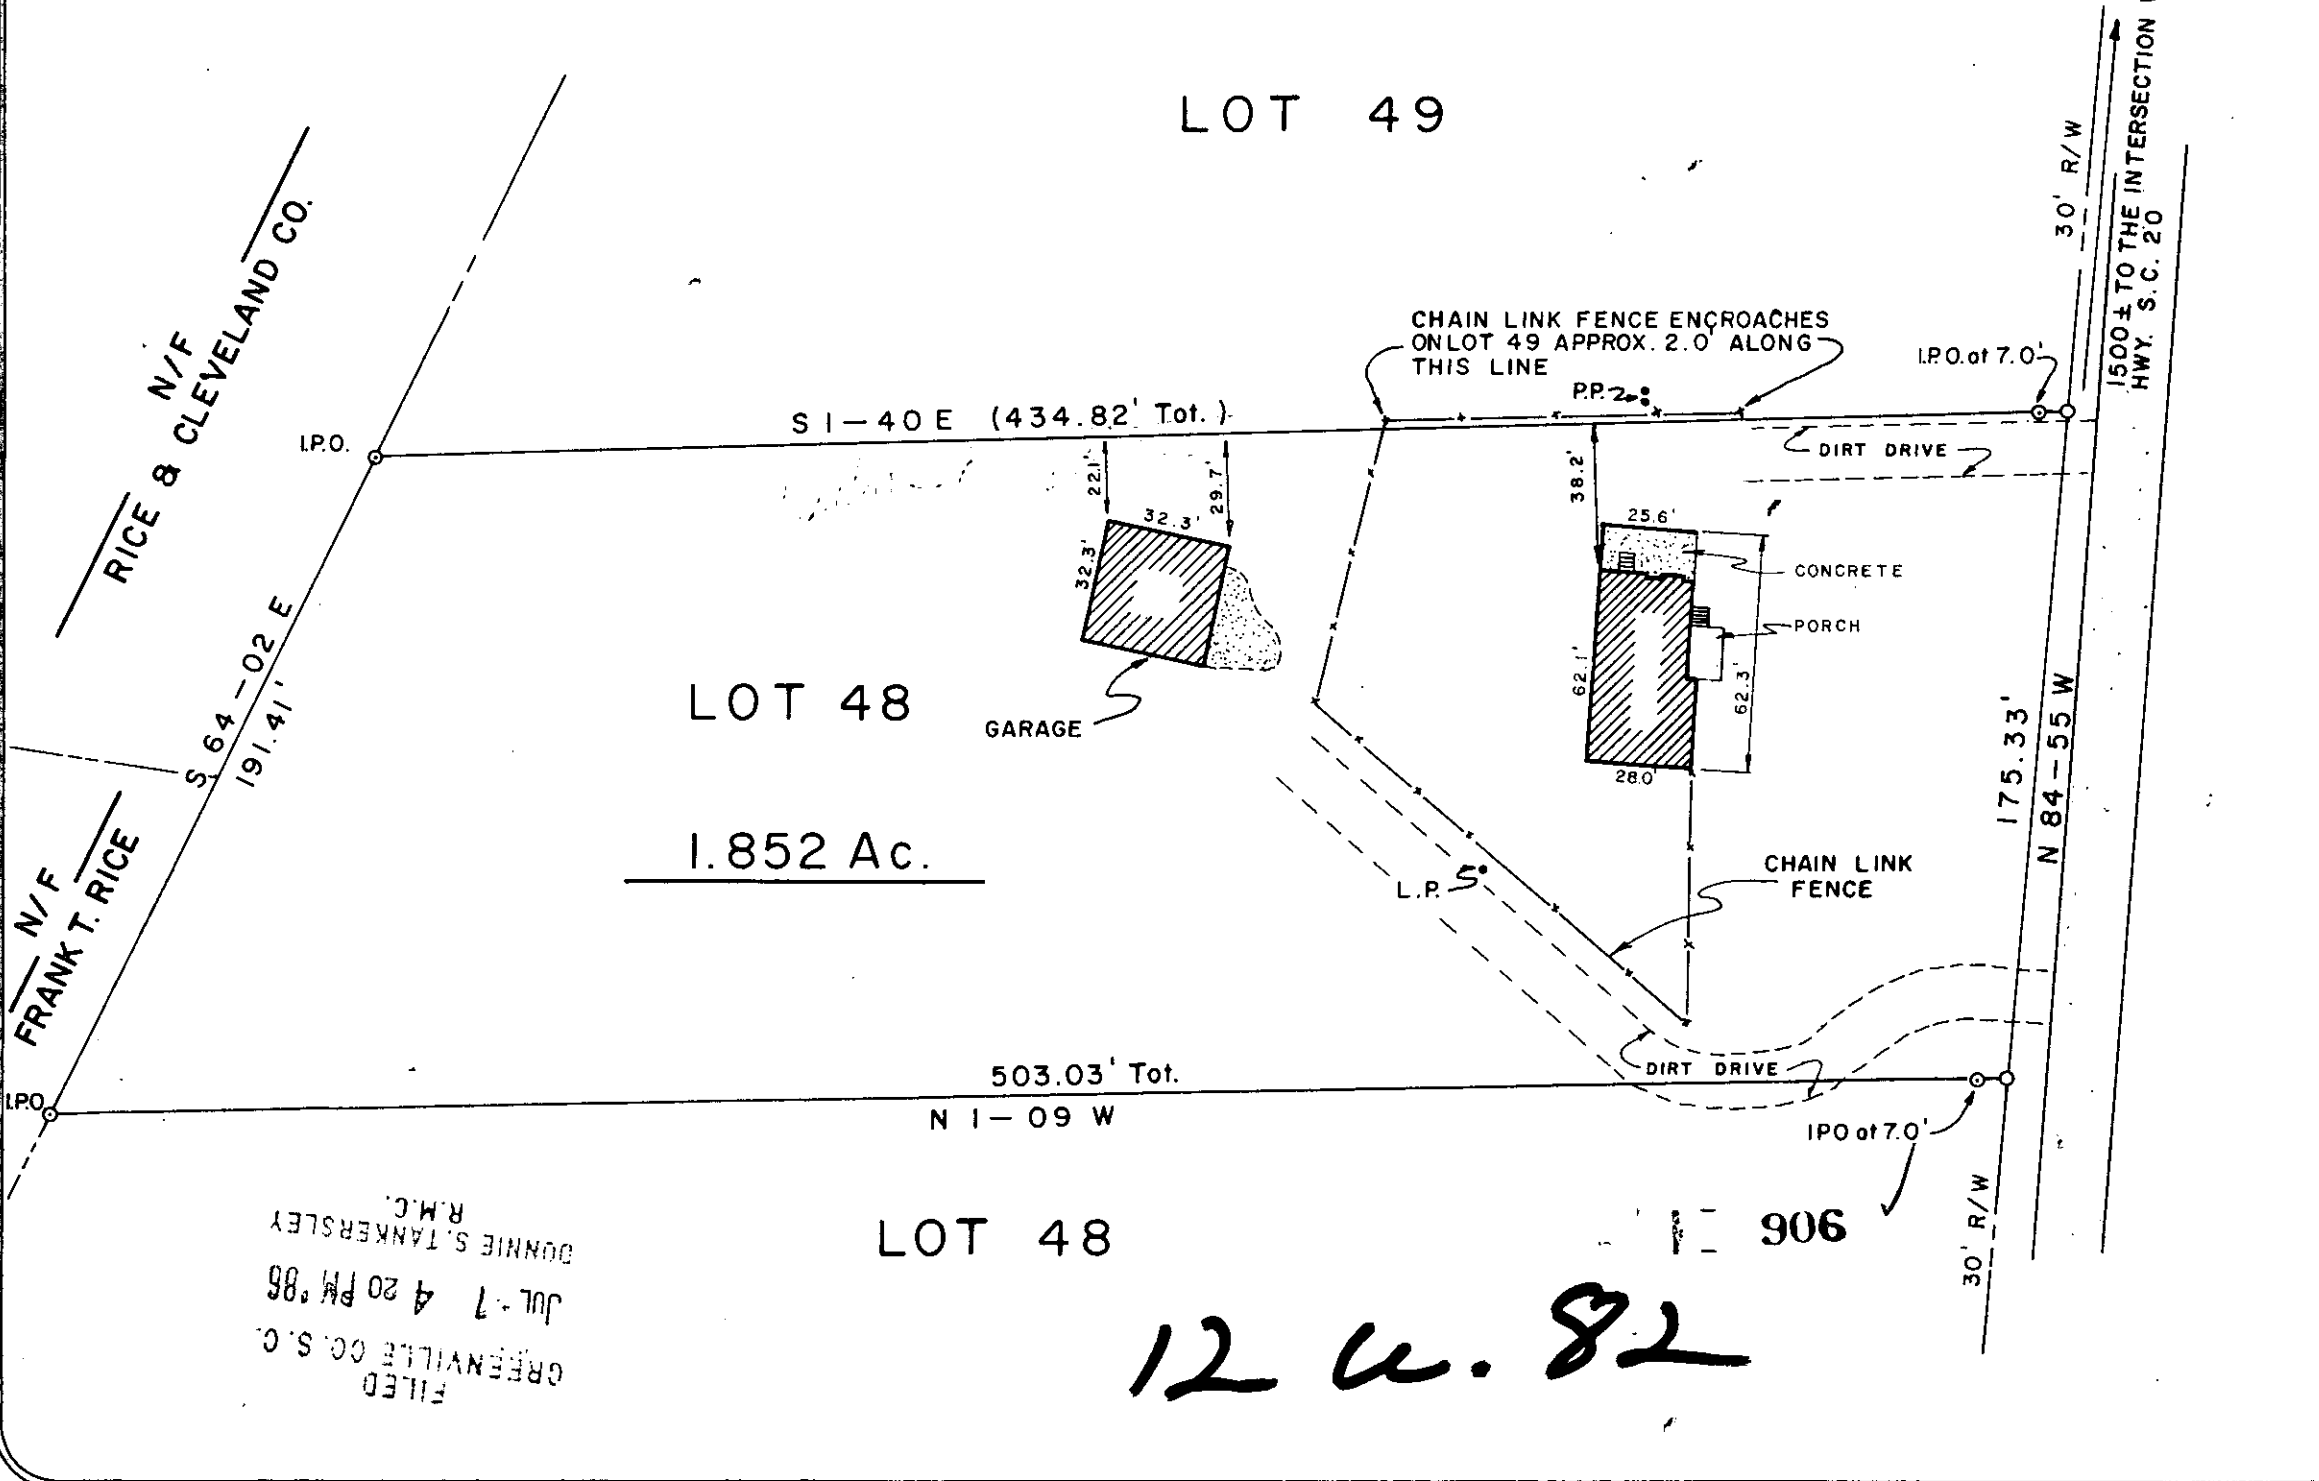 LOT 49
30' R/W
1500± TO THE INTERSECTION
HWY. S.C. 20
N/F
RICE & CLEVELAND CO.
CHAIN LINK FENCE ENCROACHES
ON LOT 49 APPROX. 2.0' ALONG
THIS LINE
P.P.
I.P.O. at 7.0'
I.P.O.
S 1-40 E (434.82' Tot.)
DIRT DRIVE
22.1'
29.7'
38.2'
32.3'
32.3'
25.6'
CONCRETE
PORCH
62.1'
62.3'
28.0'
S 64-02 E
191.41'
LOT 48
GARAGE
1.852 Ac.
175.33'
N 84-55 W
CHAIN LINK
FENCE
L.P.
N/F
FRANK T. RICE
DIRT DRIVE
503.03' Tot.
N 1-09 W
I.P.O.
IPO at 7.0'
30' R/W
LOT 48
906
12 u. 82
FILED
GREENVILLE CO. S. C.
JUL 4 20 PM '86
DONNIE S. TANKERSLEY
R.M.C.